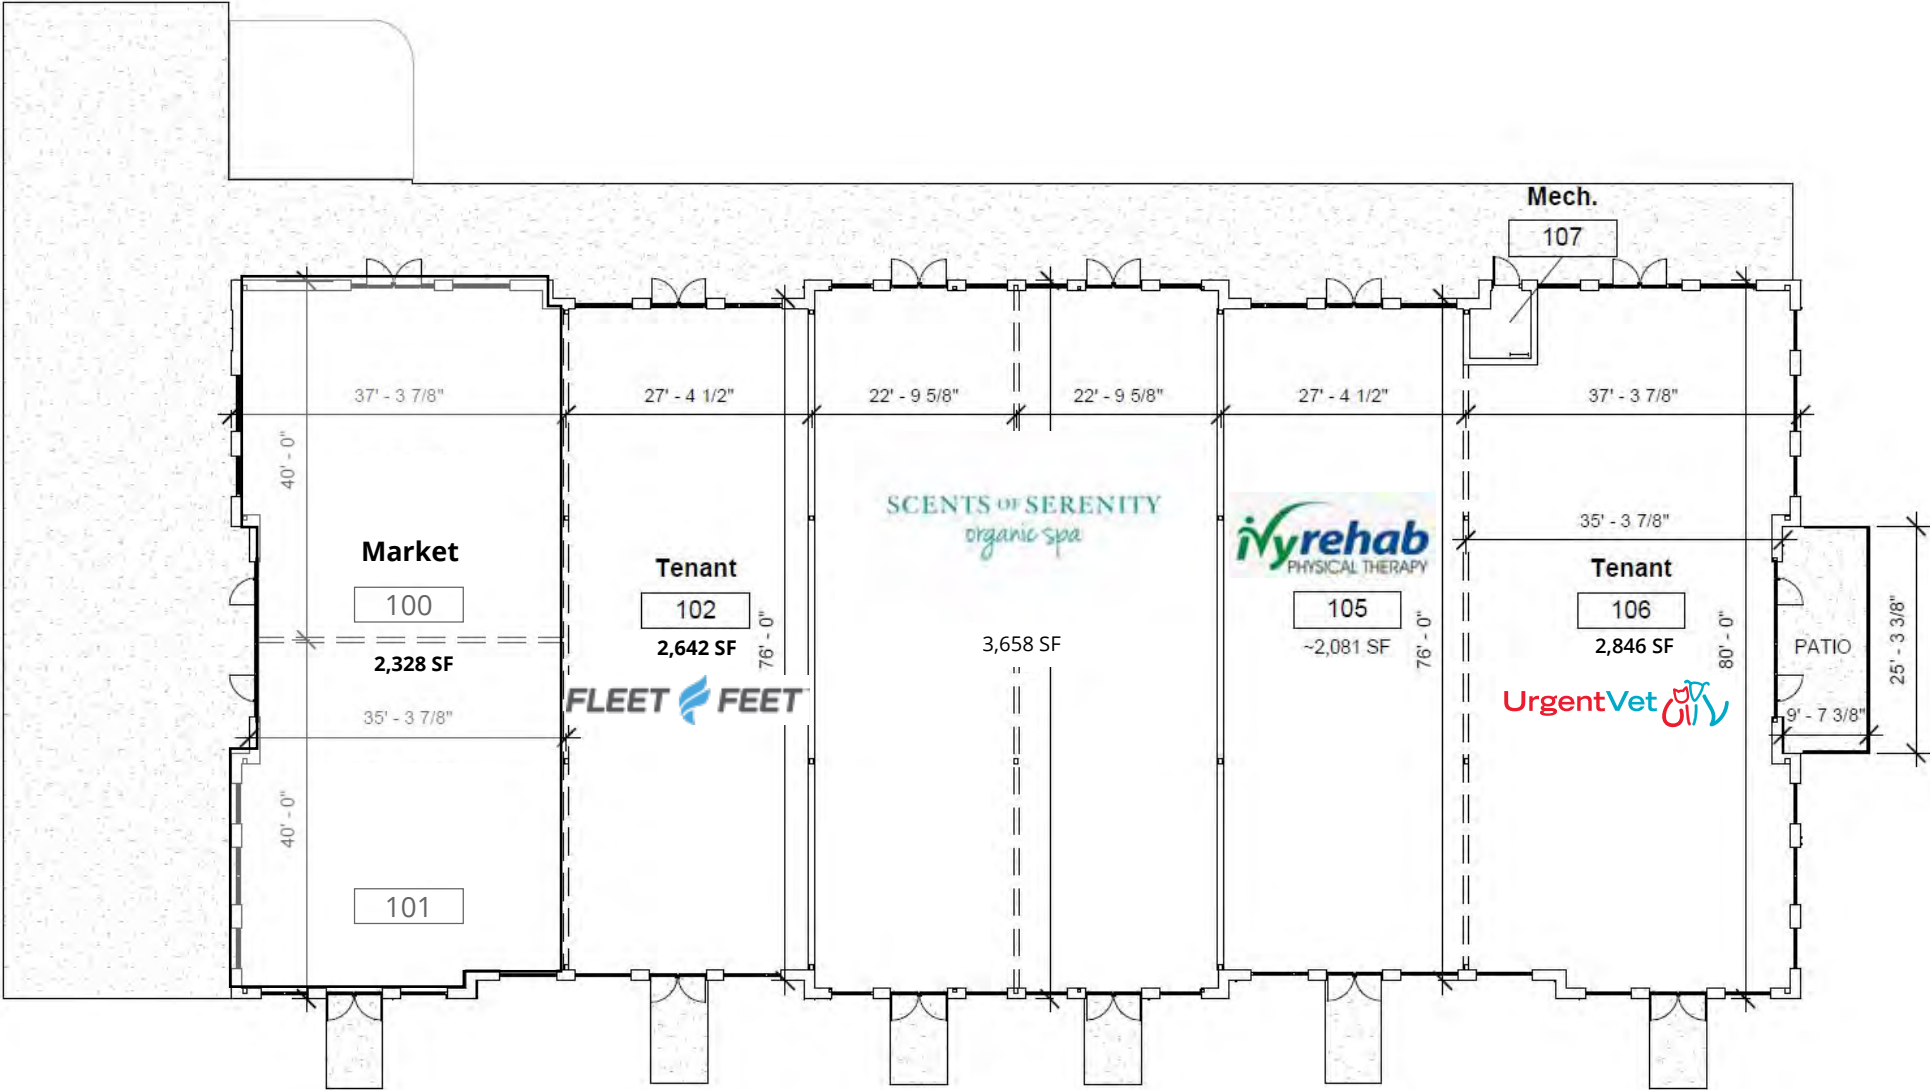 Mech.
107
37' - 3 7/8"
27' - 4 1/2"
22' - 9 5/8"
22' - 9 5/8"
27' - 4 1/2"
37' - 3 7/8"
40' - 0"
SCENTS OF SERENITY
organic spa
ivyrehab
PHYSICAL THERAPY
35' - 3 7/8"
Market
100
2,328 SF
35' - 3 7/8"
40' - 0"
101
Tenant
102
2,642 SF
76' - 0"
FLEET FEET
3,658 SF
105
~2,081 SF
76' - 0"
Tenant
106
2,846 SF
80' - 0"
UrgentVet
PATIO
9' - 7 3/8"
25' - 3 3/8"